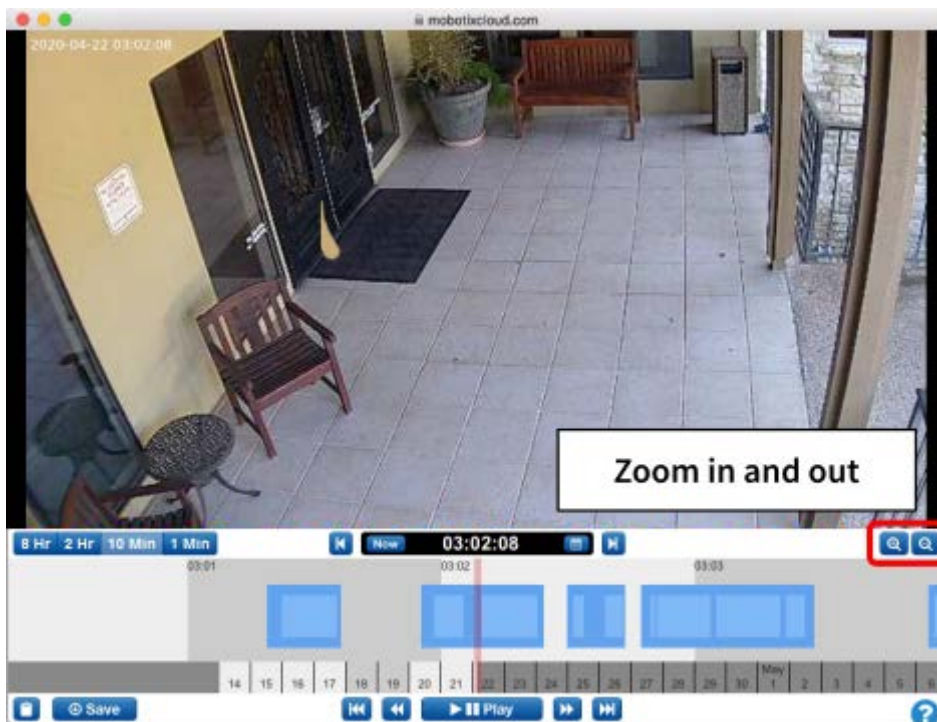 mobotixcloud.com
2020-04-22 03:02:08
Zoom in and out
8 Hr 2 Hr 10 Min 1 Min Now 03:02:08
03:01 03:02 03:03
May
14 15 16 17 18 19 20 21 22 23 24 25 26 27 28 29 30 1 2 3 4 5 6
Save Play ?